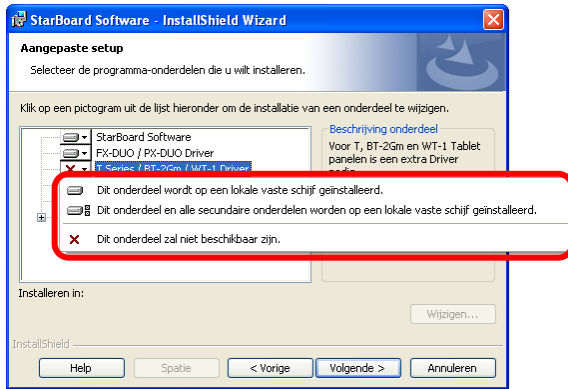 StarBoard Software - InstallShield Wizard
Aangepaste setup
Selecteer de programma-onderdelen die u wilt installeren.
Klik op een pictogram uit de lijst hieronder om de installatie van een onderdeel te wijzigen.
StarBoard Software
FX-DUO / PX-DUO Driver
T Series / BT-2Gm / WT-1 Driver
Beschrijving onderdeel
Voor T, BT-2Gm en WT-1 Tablet
panelen is een extra Driver
Dit onderdeel wordt op een lokale vaste schijf geïnstalleerd.
Dit onderdeel en alle secundaire onderdelen worden op een lokale vaste schijf geïnstalleerd.
Dit onderdeel zal niet beschikbaar zijn.
Installeren in:
Wijzigen...
InstallShield
Help
Spatie
< Vorige
Volgende >
Annuleren